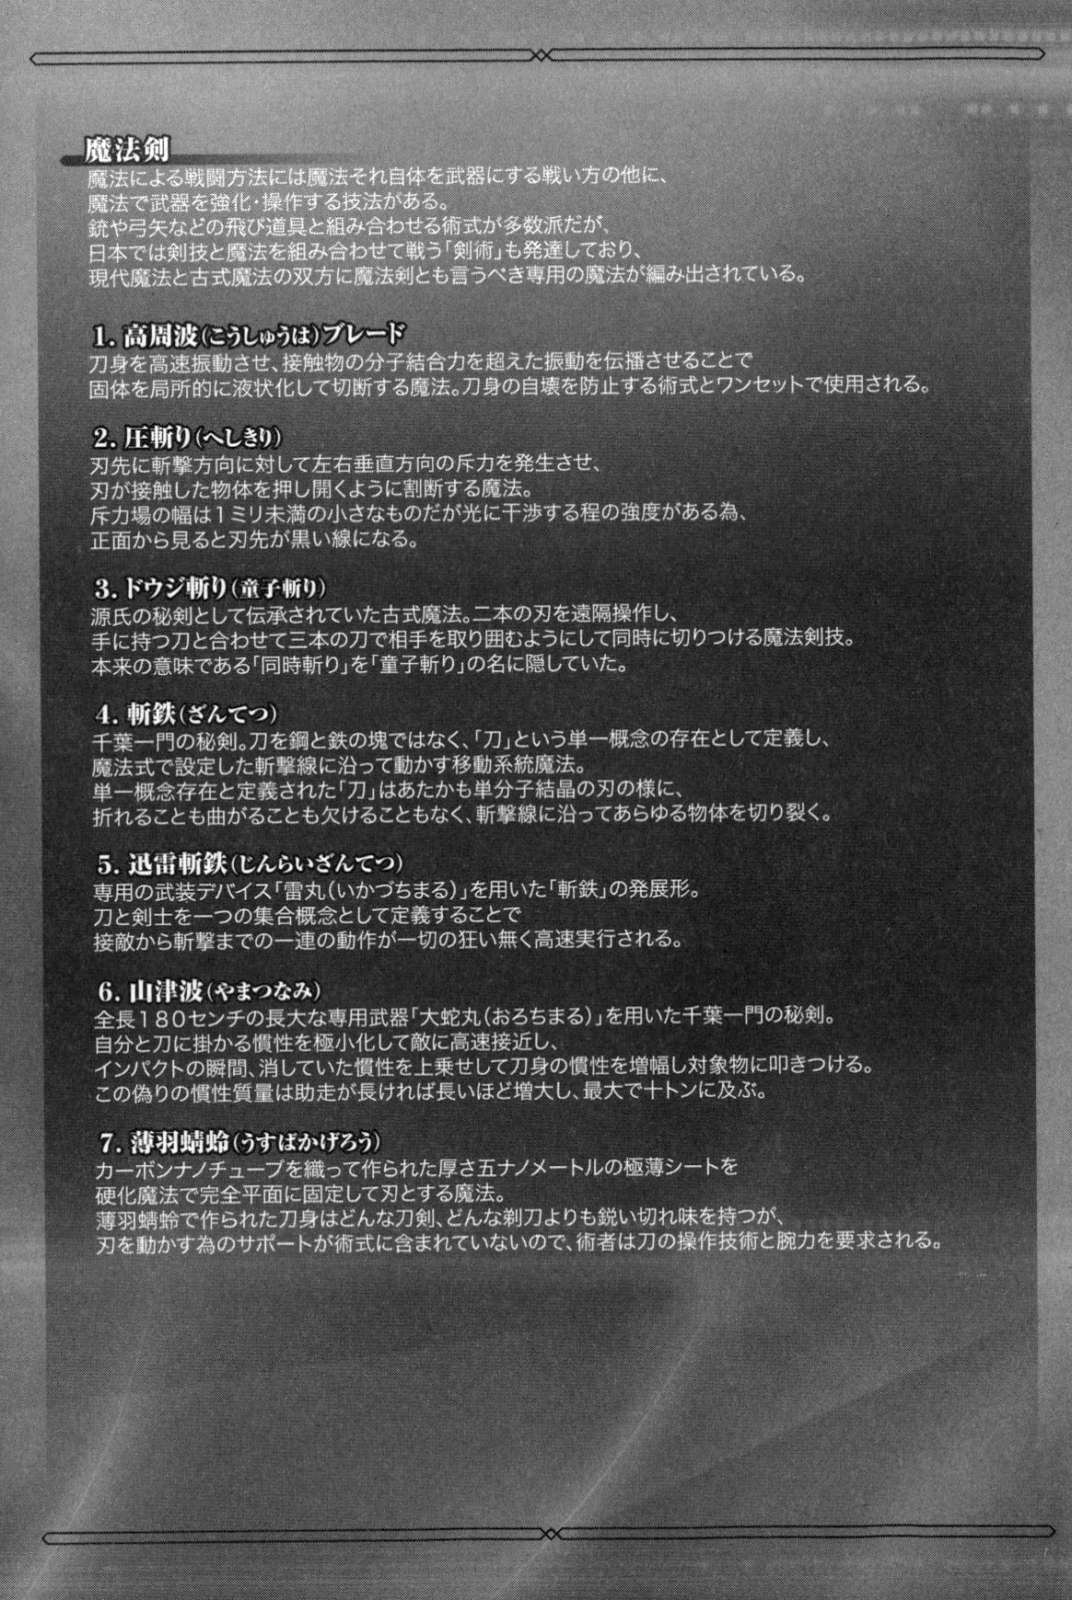 魔法剣
魔法による戦闘方法には魔法それ自体を武器にする戦い方の他に、
魔法で武器を強化・操作する技法がある。
銃や弓矢などの飛び道具と組み合わせる術式が多数派だが、
日本では剣技と魔法を組み合わせて戦う「剣術」も発達しており、
現代魔法と古式魔法の双方に魔法剣とも言うべき専用の魔法が編み出されている。
1. 高周波(こうしゅうは)ブレード
刀身を高速振動させ、接触物の分子結合力を超えた振動を伝播させることで
固体を局所的に液状化して切断する魔法。刀身の自壊を防止する術式とワンセットで使用される。
2. 圧斬り(へしきり)
刃先に斬撃方向に対して左右垂直方向の斥力を発生させ、
刃が接触した物体を押し開くように割断する魔法。
斥力場の幅は1ミリ未満の小さなものだが光に干渉する程の強度がある為、
正面から見ると刃先が黒い線になる。
3. ドウジ斬り(童子斬り)
源氏の秘剣として伝承されていた古式魔法。二本の刃を遠隔操作し、
手に持つ刀と合わせて三本の刀で相手を取り囲むようにして同時に切りつける魔法剣技。
本来の意味である「同時斬り」を「童子斬り」の名に隠していた。
4. 斬鉄(ざんてつ)
千葉一門の秘剣。刀を鋼と鉄の塊ではなく、「刀」という単一概念の存在として定義し、
魔法式で設定した斬撃線に沿って動かす移動系統魔法。
単一概念存在と定義された「刀」はあたかも単分子結晶の刃の様に、
折れることも曲がることも欠けることもなく、斬撃線に沿ってあらゆる物体を切り裂く。
5. 迅雷斬鉄(じんらいざんてつ)
専用の武装デバイス「雷丸(いかづちまる)」を用いた「斬鉄」の発展形。
刀と剣士を一つの集合概念として定義することで
接敵から斬撃までの一連の動作が一切の狂い無く高速実行される。
6. 山津波(やまつなみ)
全長180センチの長大な専用武器「大蛇丸(おろちまる)」を用いた千葉一門の秘剣。
自分と刀に掛かる慣性を極小化して敵に高速接近し、
インパクトの瞬間、消していた慣性を上乗せして刀身の慣性を増幅し対象物に叩きつける。
この偽りの慣性質量は助走が長ければ長いほど増大し、最大で十トンに及ぶ。
7. 薄羽蜻蛉(うすばかげろう)
カーボンナノチューブを織って作られた厚さ五ナノメートルの極薄シートを
硬化魔法で完全平面に固定して刃とする魔法。
薄羽蜻蛉で作られた刀身はどんな刀剣、どんな剃刀よりも鋭い切れ味を持つが、
刃を動かす為のサポートが術式に含まれていないので、術者は刀の操作技術と腕力を要求される。